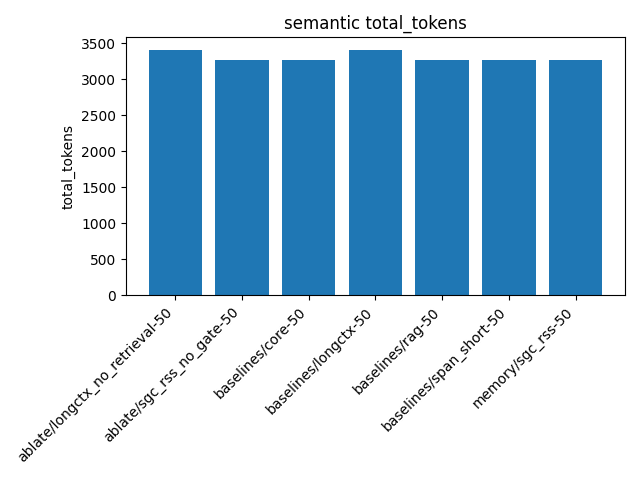 semantic total_tokens
total_tokens
3500
3000
2500
2000
1500
1000
500
0
ablate/longctx_no_retrieval-50
ablate/sgc_rss_no_gate-50
baselines/core-50
baselines/longctx-50
baselines/rag-50
baselines/span_short-50
memory/sgc_rss-50